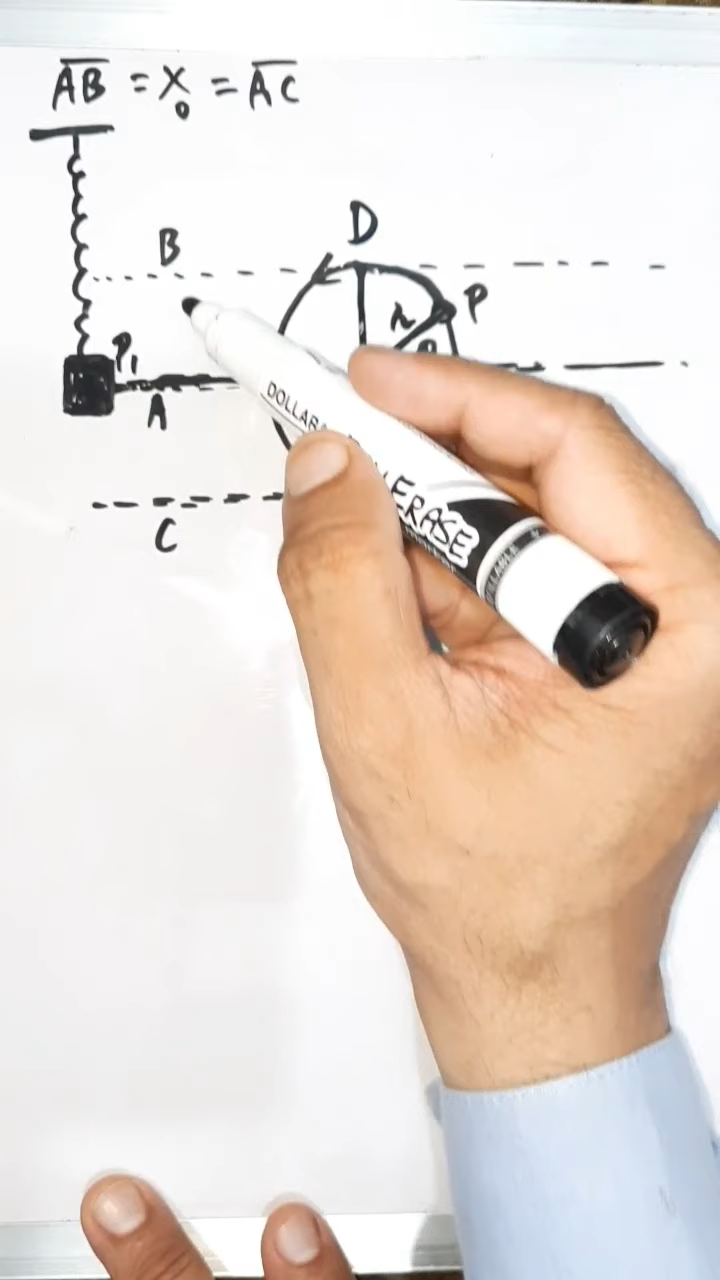 AB = x₀ = AC
D
B
P
r
θ
P₁
A
C
DOLLAR
ERASE